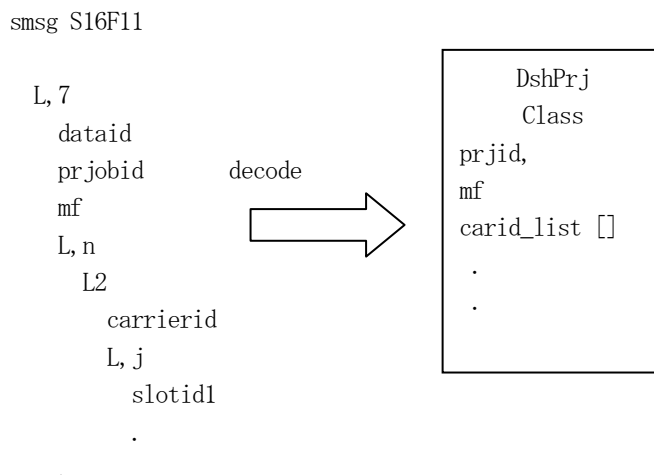 smsg S16F11
L,7
dataid
prjobid
mf
L,n
L2
carrierid
L,j
slotid1
.
decode
DshPrj
Class
prjid,
mf
carid_list []
.
.